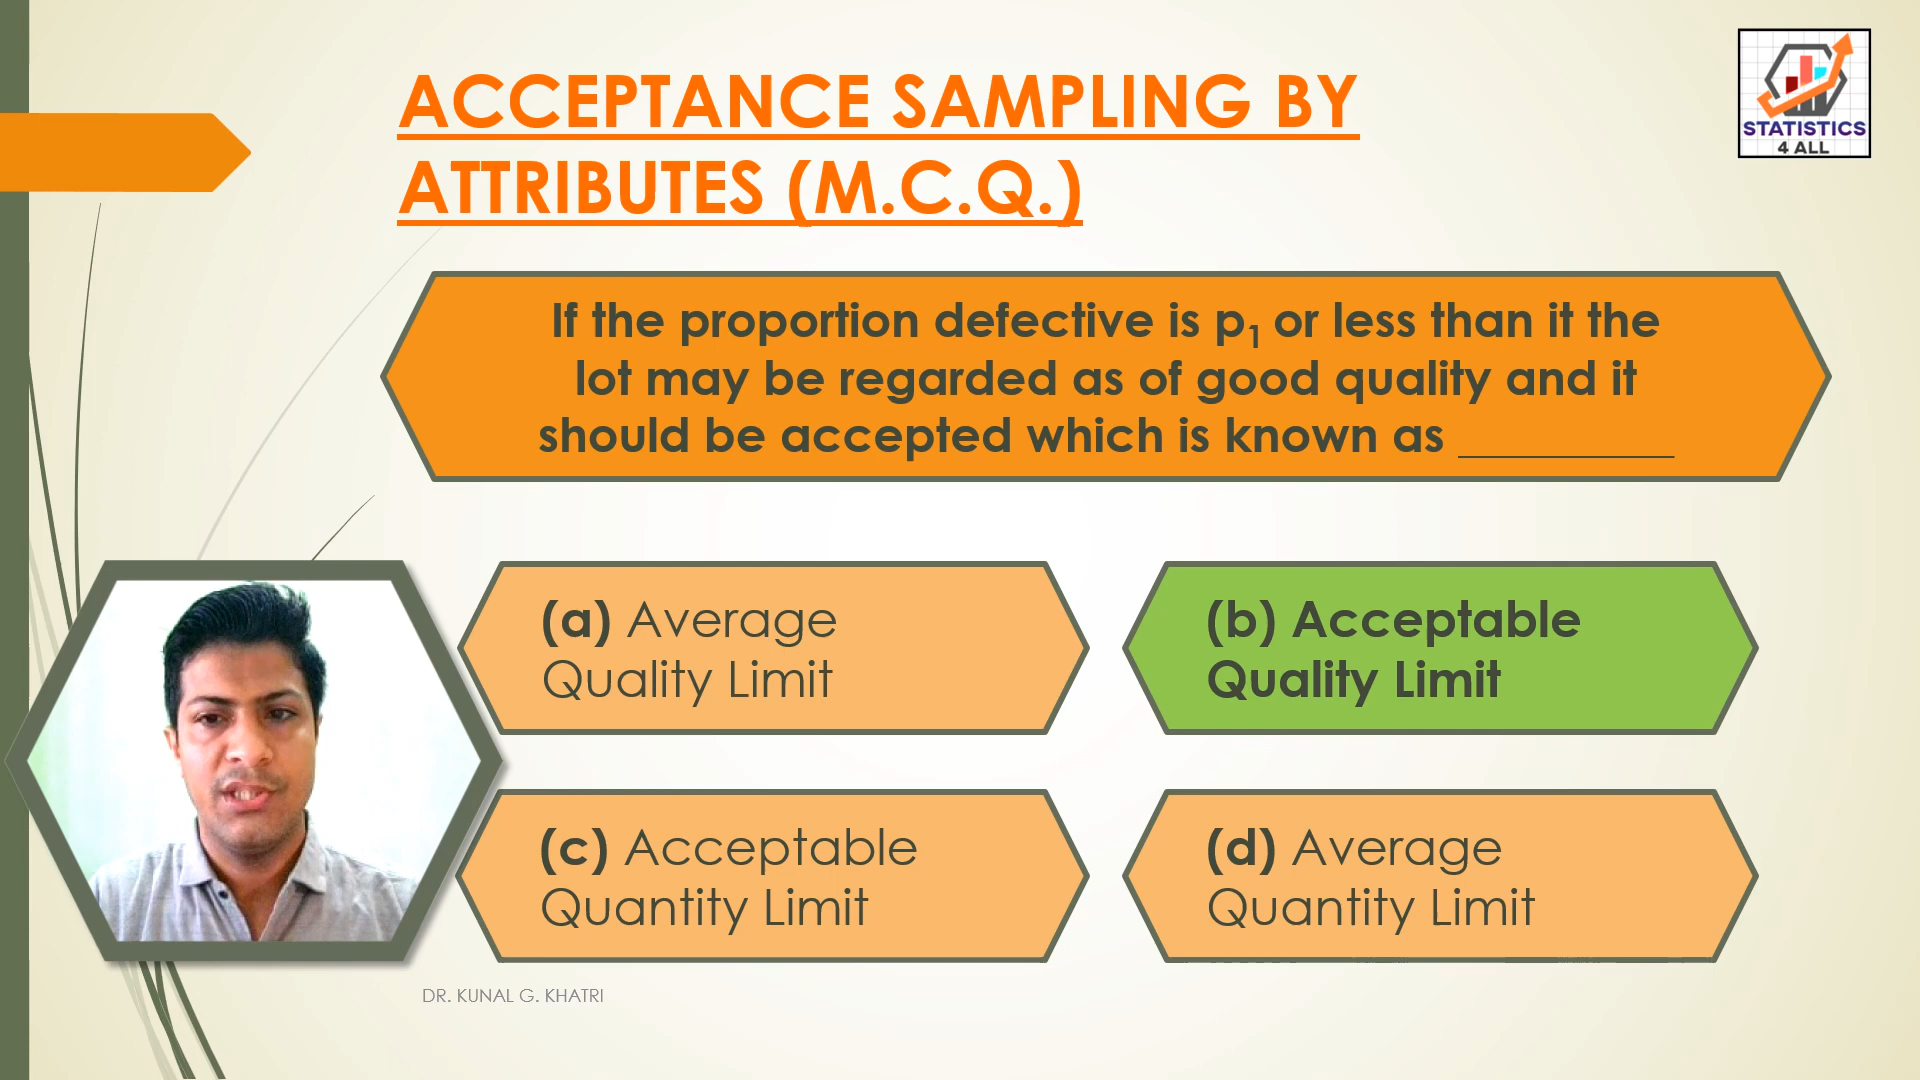 ACCEPTANCE SAMPLING BY
ATTRIBUTES (M.C.Q.)
STATISTICS
4 ALL
If the proportion defective is p₁ or less than it the
lot may be regarded as of good quality and it
should be accepted which is known as _________
(a) Average
Quality Limit
(b) Acceptable
Quality Limit
(c) Acceptable
Quantity Limit
(d) Average
Quantity Limit
DR. KUNAL G. KHATRI